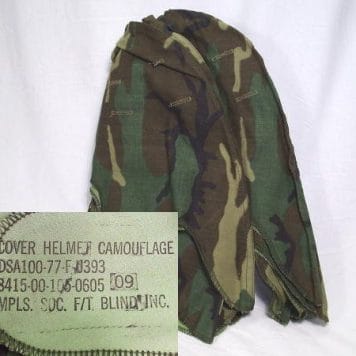 COVER HELMET CAMOUFLAGE
DSA100-77-F-0393
8415-00-105-0605 [09]
MPLS. SOC. F/T BLIND, INC.